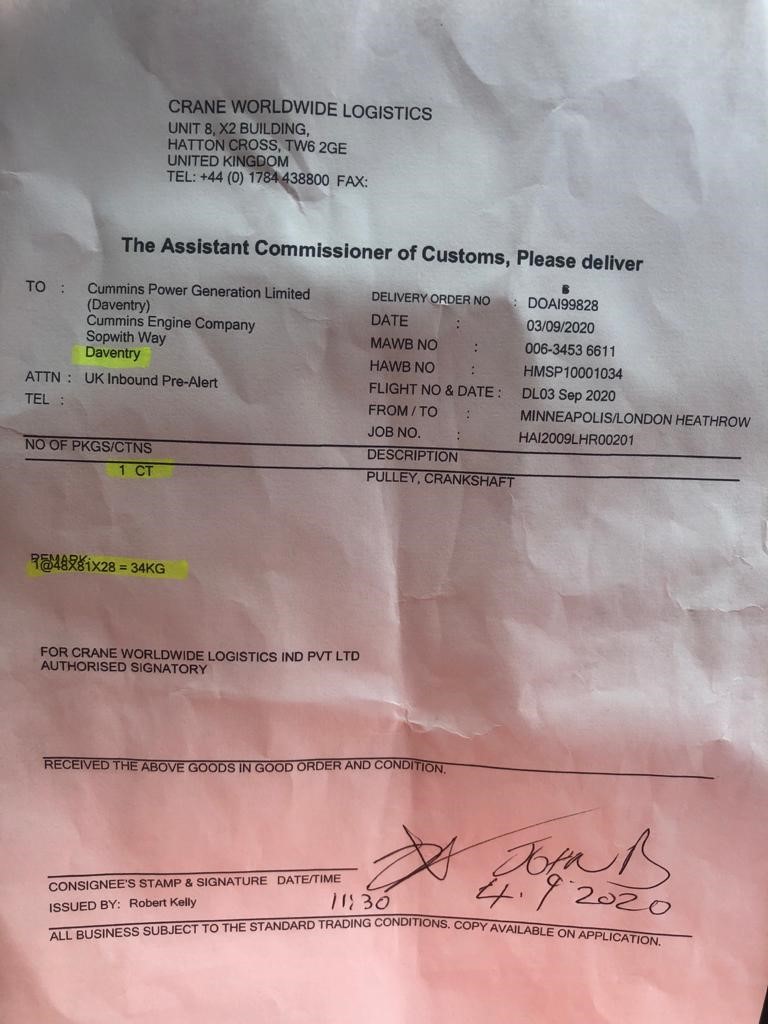 CRANE WORLDWIDE LOGISTICS
UNIT 8, X2 BUILDING,
HATTON CROSS, TW6 2GE
UNITED KINGDOM
TEL: +44 (0) 1784 438800 FAX:
The Assistant Commissioner of Customs, Please deliver
TO : Cummins Power Generation Limited
(Daventry)
Cummins Engine Company
Sopwith Way
Daventry
ATTN : UK Inbound Pre-Alert
TEL :
DELIVERY ORDER NO : DOAI99828
DATE : 03/09/2020
MAWB NO : 006-3453 6611
HAWB NO : HMSP10001034
FLIGHT NO & DATE : DL03 Sep 2020
FROM / TO : MINNEAPOLIS/LONDON HEATHROW
JOB NO. : HAI2009LHR00201
NO OF PKGS/CTNS DESCRIPTION
1 CT PULLEY, CRANKSHAFT
REMARK:
1@48X81X28 = 34KG
FOR CRANE WORLDWIDE LOGISTICS IND PVT LTD
AUTHORISED SIGNATORY
RECEIVED THE ABOVE GOODS IN GOOD ORDER AND CONDITION.
JOHN B
CONSIGNEE'S STAMP & SIGNATURE DATE/TIME
11:30 4.9.2020
ISSUED BY: Robert Kelly
ALL BUSINESS SUBJECT TO THE STANDARD TRADING CONDITIONS. COPY AVAILABLE ON APPLICATION.